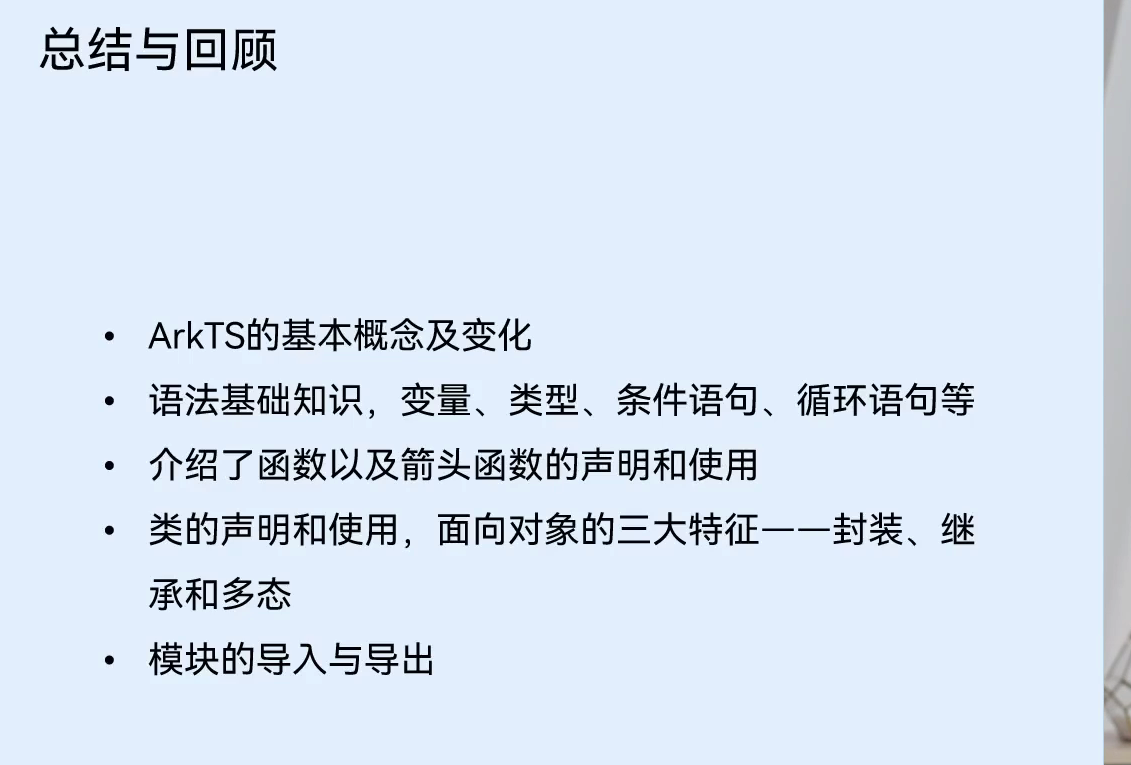 总结与回顾
• ArkTS的基本概念及变化
• 语法基础知识，变量、类型、条件语句、循环语句等
• 介绍了函数以及箭头函数的声明和使用
• 类的声明和使用，面向对象的三大特征一一封装、继
承和多态
• 模块的导入与导出